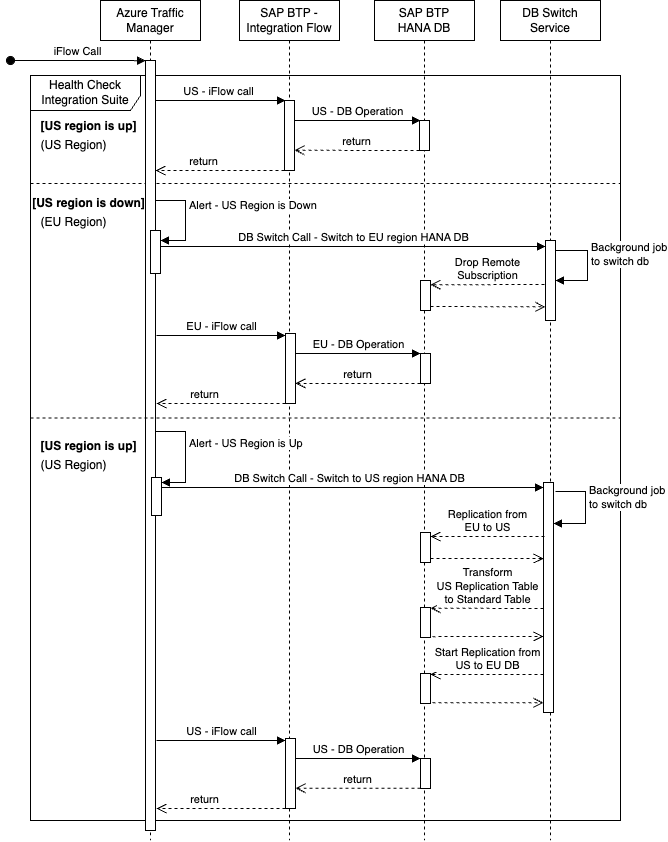 Azure Traffic
Manager
SAP BTP -
Integration Flow
SAP BTP
HANA DB
DB Switch
Service
iFlow Call
Health Check
Integration Suite
US - iFlow call
US - DB Operation
[US region is up]
(US Region)
return
return
[US region is down]
(EU Region)
Alert - US Region is Down
DB Switch Call - Switch to EU region HANA DB
Background job
to switch db
Drop Remote
Subscription
EU - iFlow call
EU - DB Operation
return
return
[US region is up]
(US Region)
Alert - US Region is Up
DB Switch Call - Switch to US region HANA DB
Background job
to switch db
Replication from
EU to US
Transform
US Replication Table
to Standard Table
Start Replication from
US to EU DB
US - iFlow call
US - DB Operation
return
return